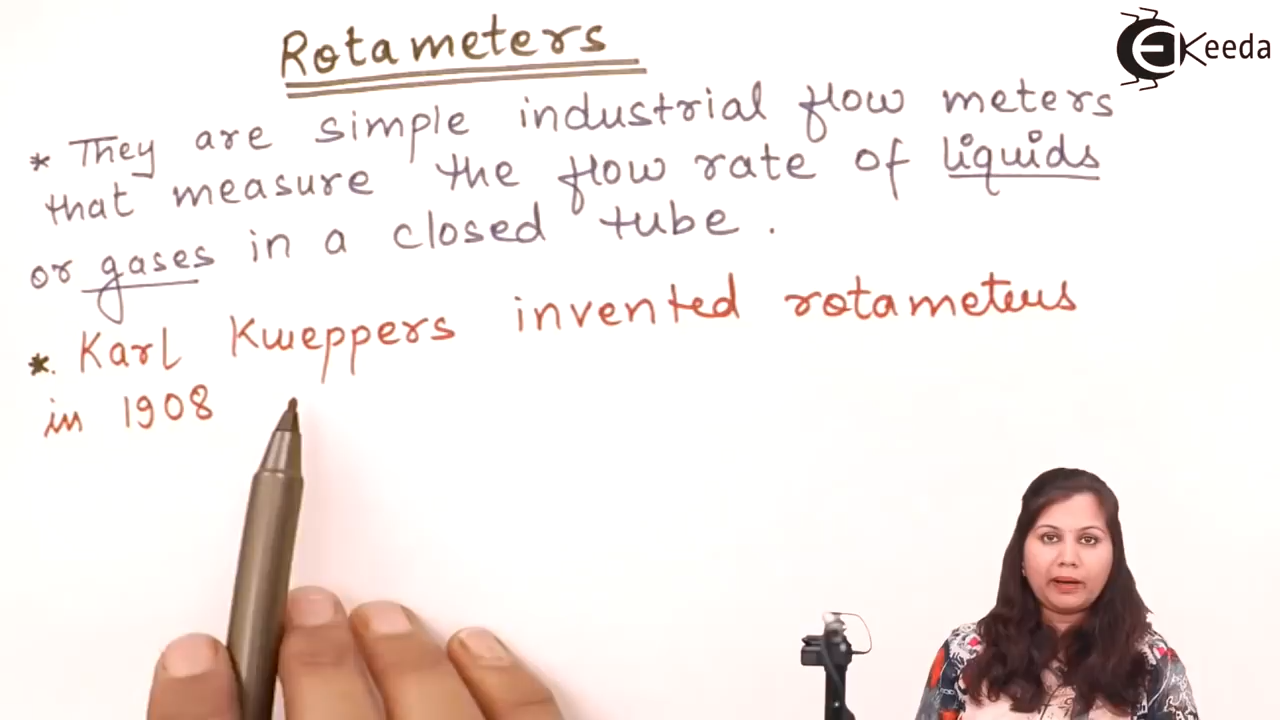 Rotameters
EKeeda
* They are simple industrial flow meters
that measure the flow rate of liquids
or gases in a closed tube.
*. Karl Kweppers invented rotameters
in 1908